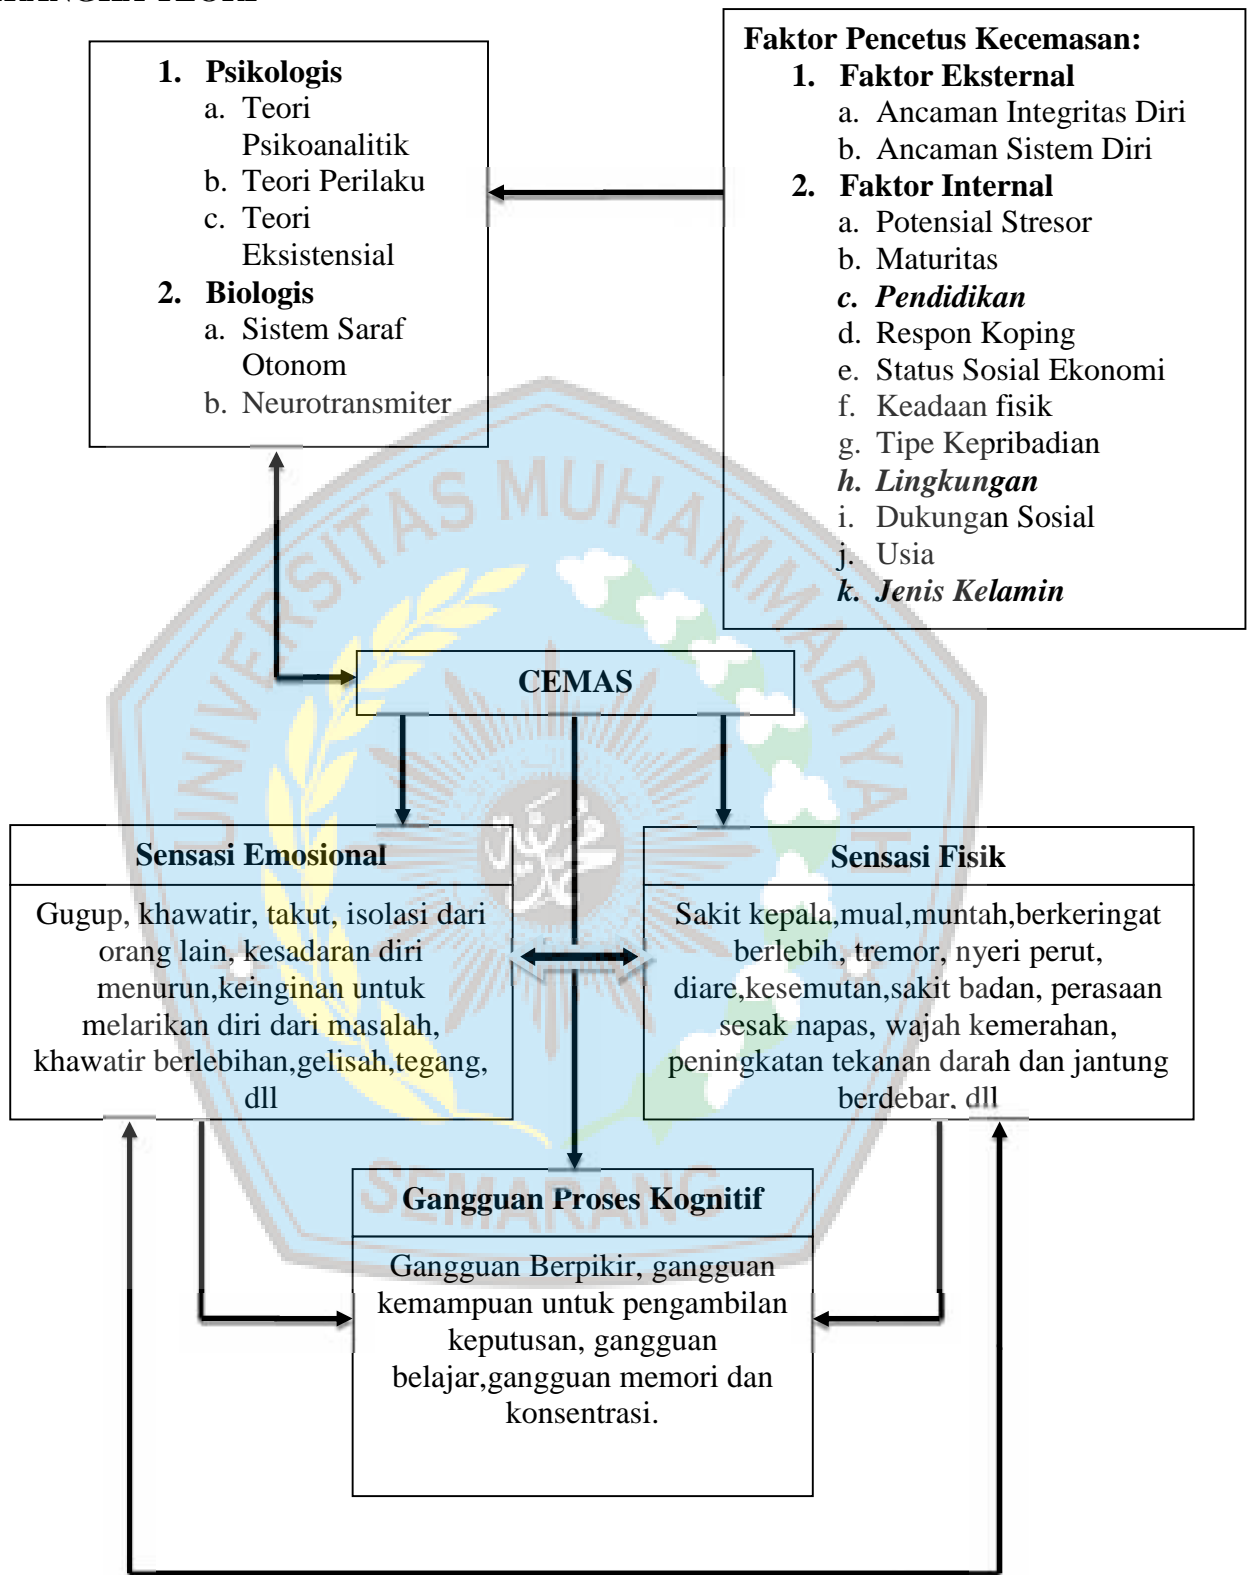 1. Psikologis
a. Teori
Psikoanalitik
b. Teori Perilaku
c. Teori
Eksistensial
2. Biologis
a. Sistem Saraf
Otonom
b. Neurotransmiter
Faktor Pencetus Kecemasan:
1. Faktor Eksternal
a. Ancaman Integritas Diri
b. Ancaman Sistem Diri
2. Faktor Internal
a. Potensial Stresor
b. Maturitas
c. Pendidikan
d. Respon Koping
e. Status Sosial Ekonomi
f. Keadaan fisik
g. Tipe Kepribadian
h. Lingkungan
i. Dukungan Sosial
j. Usia
k. Jenis Kelamin
UNIVERSITAS MUHAMMADIYAH
SEMARANG
CEMAS
Sensasi Emosional
Gugup, khawatir, takut, isolasi dari
orang lain, kesadaran diri
menurun,keinginan untuk
melarikan diri dari masalah,
khawatir berlebihan,gelisah,tegang,
dll
Sensasi Fisik
Sakit kepala,mual,muntah,berkeringat
berlebih, tremor, nyeri perut,
diare,kesemutan,sakit badan, perasaan
sesak napas, wajah kemerahan,
peningkatan tekanan darah dan jantung
berdebar, dll
Gangguan Proses Kognitif
Gangguan Berpikir, gangguan
kemampuan untuk pengambilan
keputusan, gangguan
belajar,gangguan memori dan
konsentrasi.